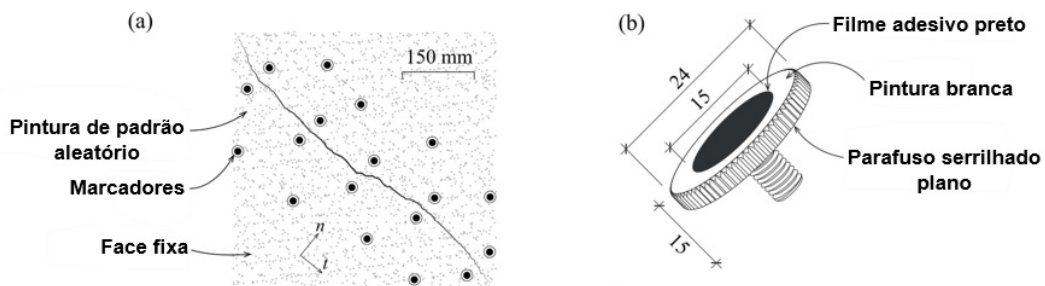 (a)
150 mm
Pintura de padrão
aleatório
Marcadores
Face fixa
n
t
(b)
Filme adesivo preto
24
15
Pintura branca
Parafuso serrilhado
plano
15